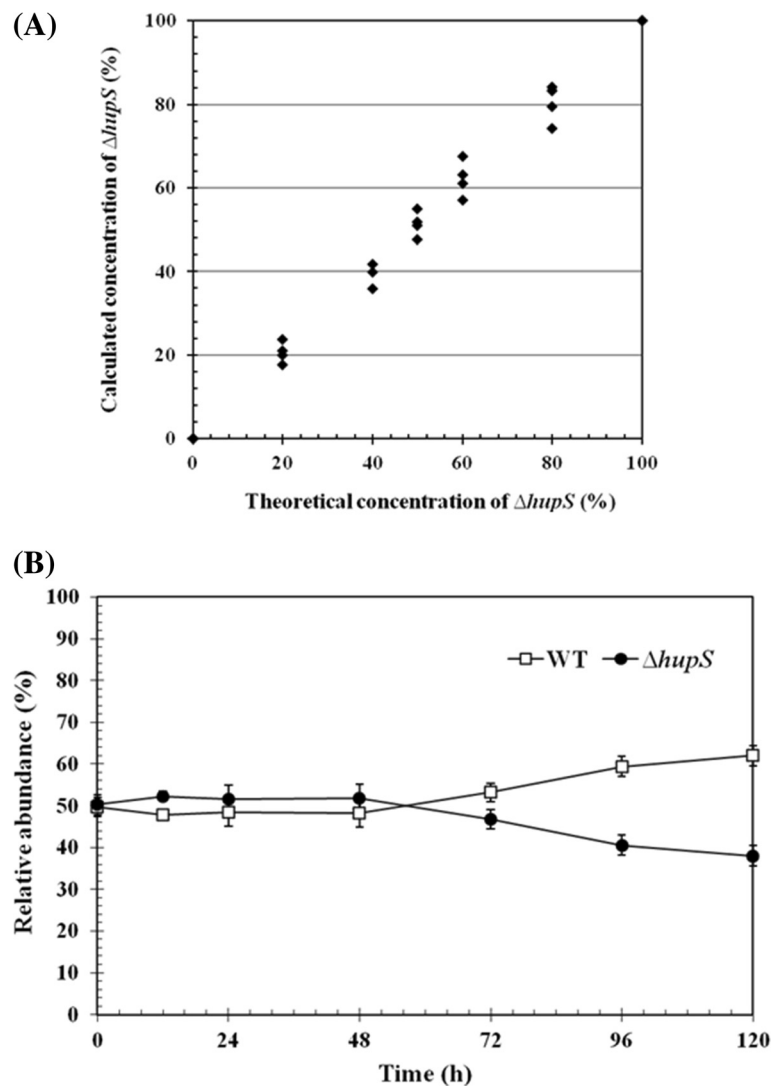 (A)
Calculated concentration of ΔhupS (%)
100
80
60
40
20
0
0 20 40 60 80 100
Theoretical concentration of ΔhupS (%)
(B)
Relative abundance (%)
100
90
80
70
60
50
40
30
20
10
0
WT ΔhupS
0 24 48 72 96 120
Time (h)